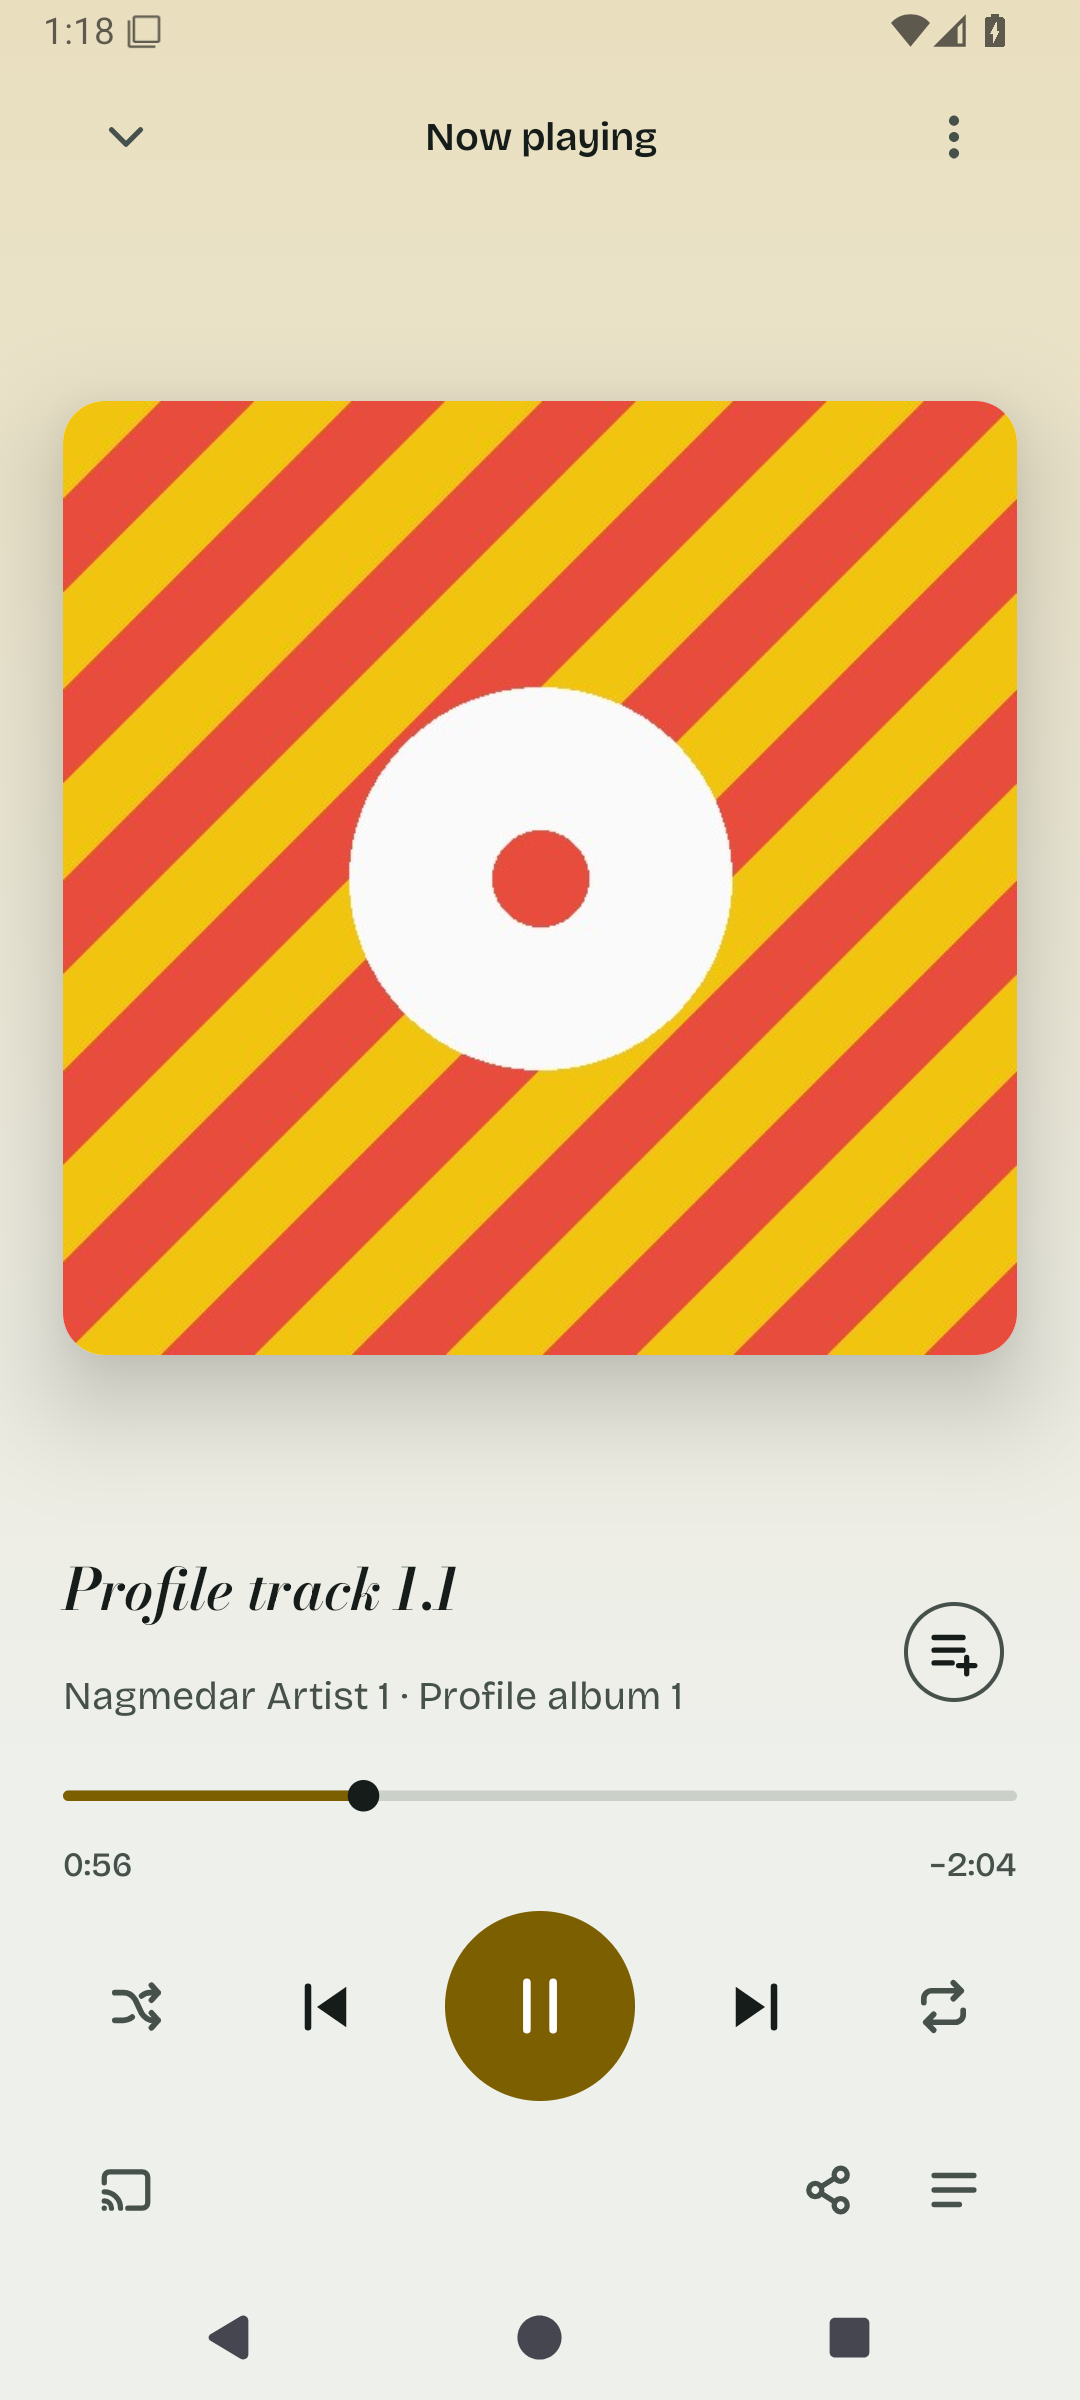 1:18
Now playing
Profile track 1.1
Nagmedar Artist 1 · Profile album 1
0:56
−2:04